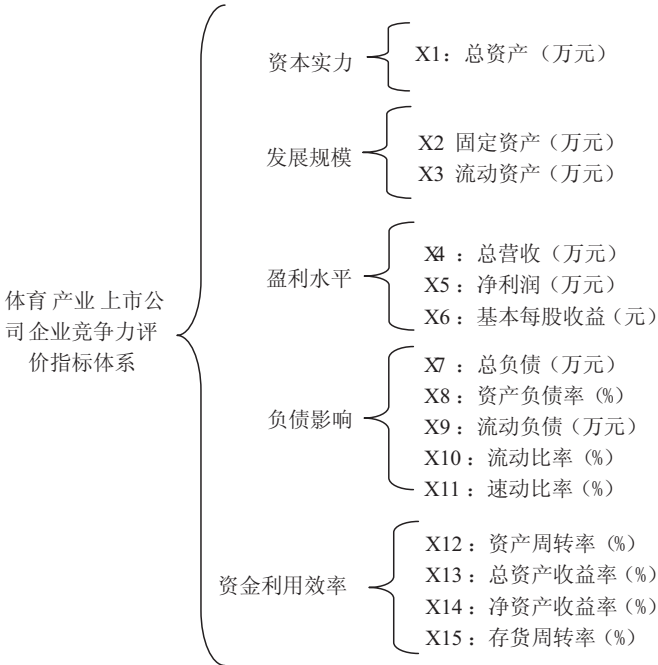 资本实力
X1：总资产（万元）
发展规模
X2 固定资产（万元）
X3 流动资产（万元）
盈利水平
X4：总营收（万元）
X5：净利润（万元）
X6：基本每股收益（元）
体育产业上市公
司企业竞争力评
价指标体系
负债影响
X7：总负债（万元）
X8：资产负债率（%）
X9：流动负债（万元）
X10：流动比率（%）
X11：速动比率（%）
资金利用效率
X12：资产周转率（%）
X13：总资产收益率（%）
X14：净资产收益率（%）
X15：存货周转率（%）